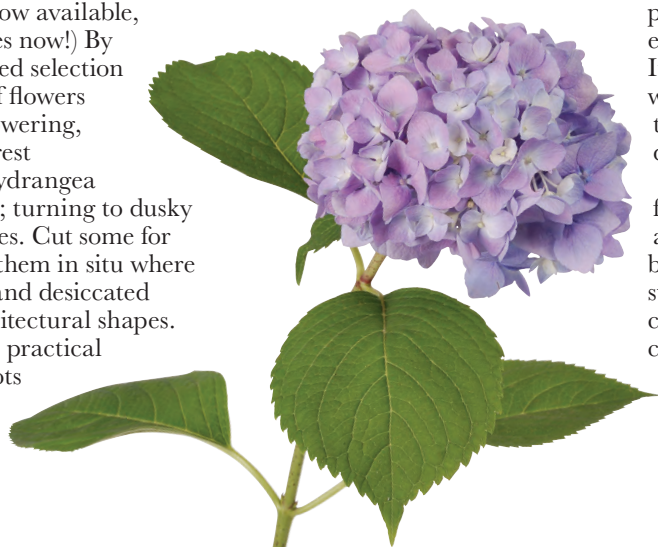 ow available,
es now!) By
ed selection
f flowers
wering,
rest
ydrangea
; turning to dusky
es. Cut some for
them in situ where
and desiccated
itectural shapes.
practical
ots
p
e
I
w
t
c
f
a
b
s
c
c